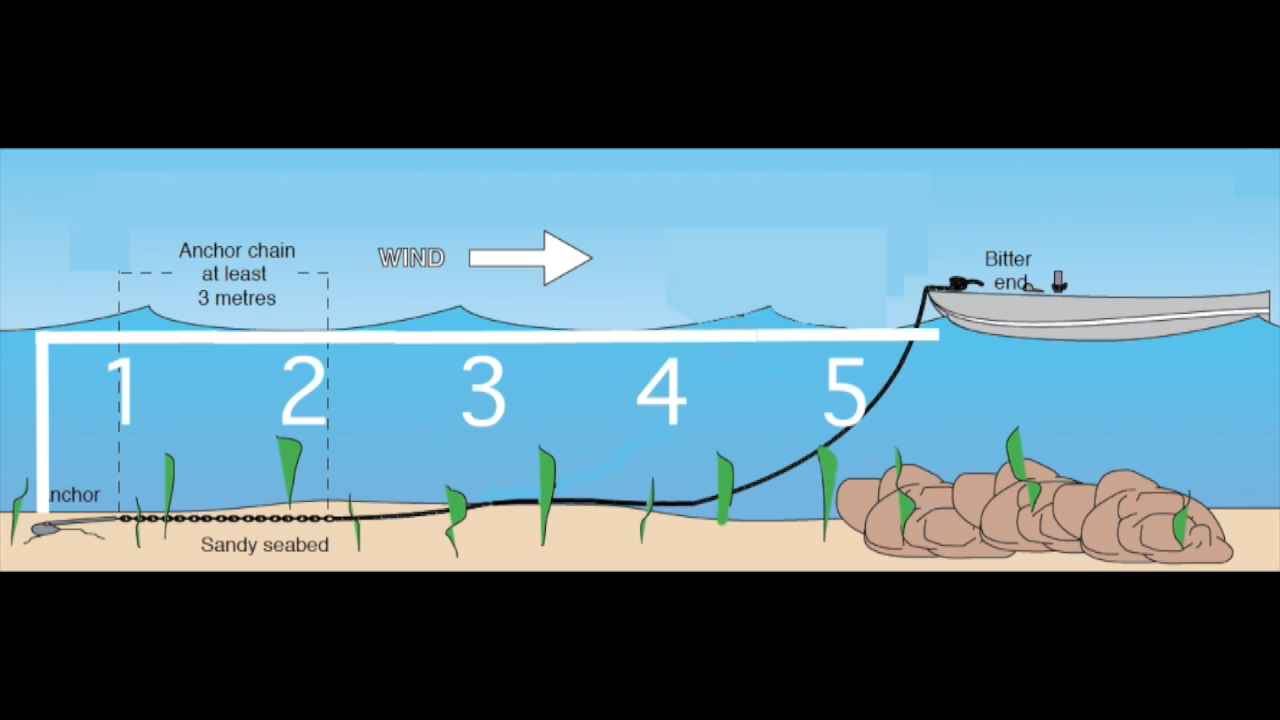 Anchor chain
at least
3 metres
WIND
Bitter
end
1 2 3 4 5
nchor
Sandy seabed